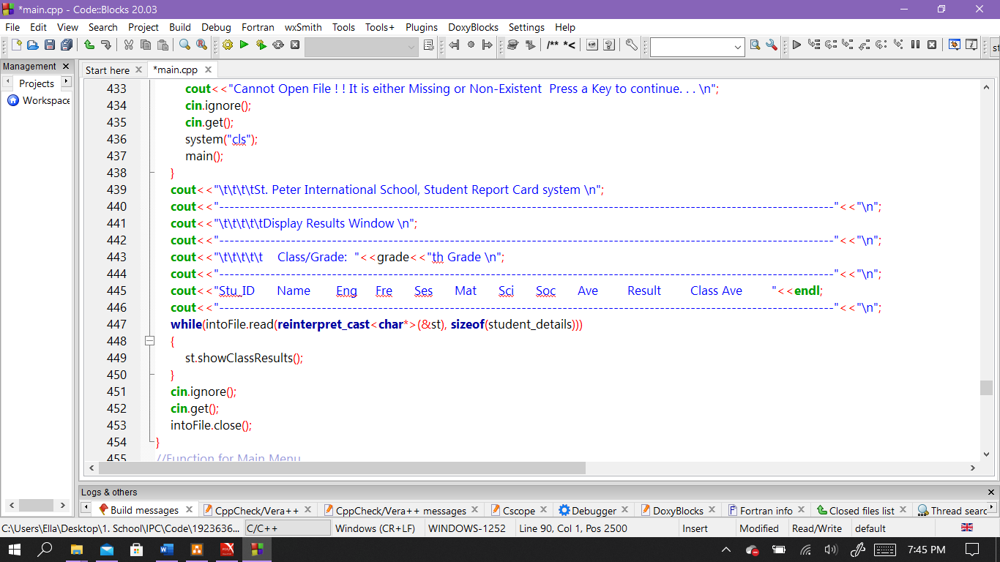 *main.cpp - Code::Blocks 20.03
File Edit View Search Project Build Debug Fortran wxSmith Tools Tools+ Plugins DoxyBlocks Settings Help
/** *<
Management
Start here *main.cpp
Projects
Workspace
433 cout<<"Cannot Open File ! ! It is either Missing or Non-Existent  Press a Key to continue. . . \n";
434 cin.ignore();
435 cin.get();
436 system("cls");
437 main();
438 }
439 cout<<"\t\t\t\tSt. Peter International School, Student Report Card system \n";
440 cout<<"------------------------------------------------------------------------------------------------------------------------"<<"\n";
441 cout<<"\t\t\t\t\tDisplay Results Window \n";
442 cout<<"------------------------------------------------------------------------------------------------------------------------"<<"\n";
443 cout<<"\t\t\t\t\t    Class/Grade:  "<<grade<<"th Grade \n";
444 cout<<"------------------------------------------------------------------------------------------------------------------------"<<"\n";
445 cout<<"Stu_ID      Name       Eng     Fre      Ses      Mat      Sci      Soc      Ave        Result        Class Ave        "<<endl;
446 cout<<"------------------------------------------------------------------------------------------------------------------------"<<"\n";
447 while(intoFile.read(reinterpret_cast<char*>(&st), sizeof(student_details)))
448 {
449 st.showClassResults();
450 }
451 cin.ignore();
452 cin.get();
453 intoFile.close();
454 }
455 //Function for Main Menu
Logs & others
Build messages CppCheck/Vera++ CppCheck/Vera++ messages Cscope Debugger DoxyBlocks Fortran info Closed files list Thread searc
C:\Users\Ella\Desktop\1. School\IPC\Code\1923636... C/C++ Windows (CR+LF) WINDOWS-1252 Line 90, Col 1, Pos 2500 Insert Modified Read/Write default
7:45 PM